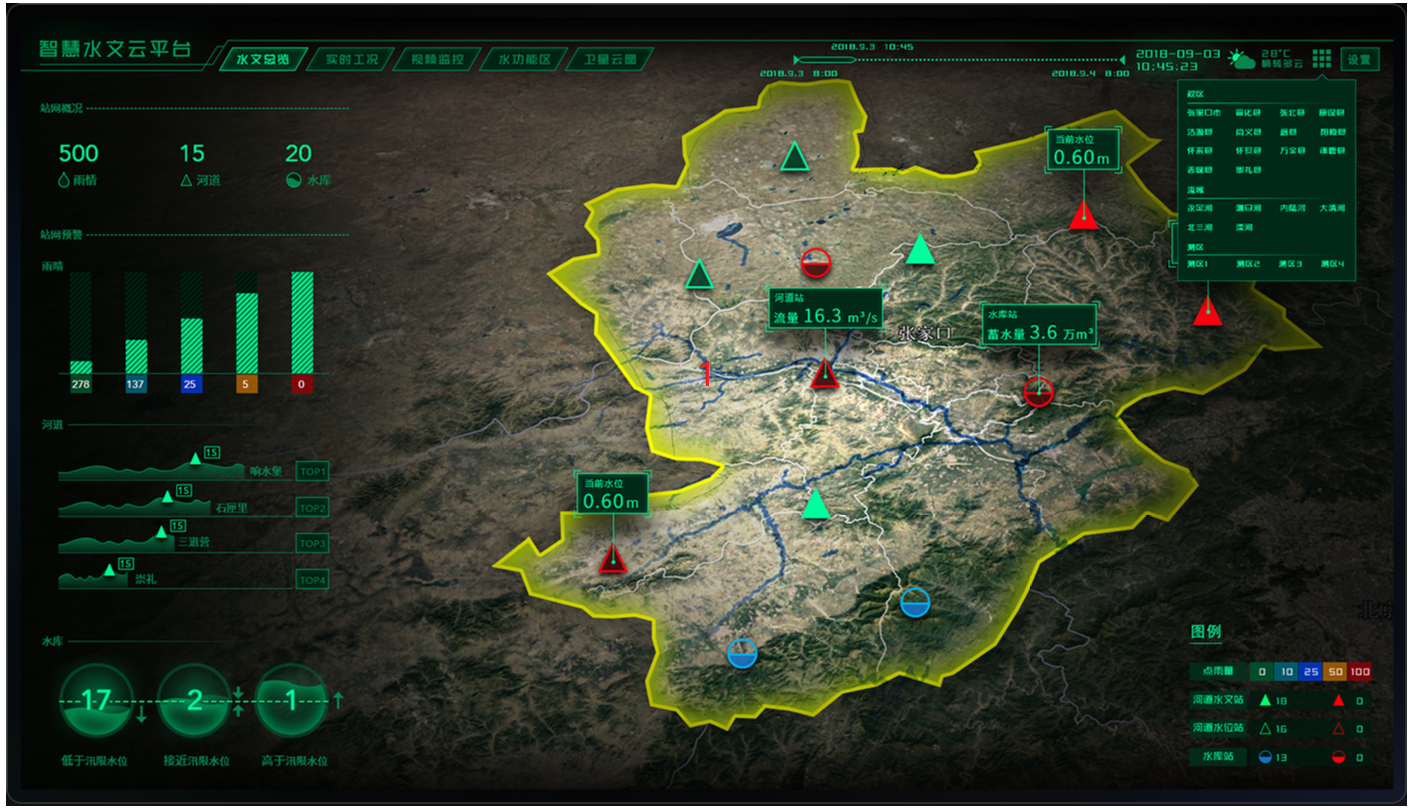 智慧水文云平台
水文总览 实时工况 视频监控 水功能区 卫星云图
2018.9.3 10:45
2018.9.3 8:00
2018.9.4 8:00
2018-09-03
10:45:23
28℃
晴转多云
设置
站网概况
500 15 20
雨情 河道 水库
站网预警
雨晴
278 137 25 5 0
河道
15
响水堡 TOP1
15
石匣里 TOP2
15
三道营 TOP3
15
崇礼 TOP4
水库
17 2 1
低于汛限水位 接近汛限水位 高于汛限水位
当前水位
0.60m
河道站
流量 16.3 m³/s
水库站
蓄水量 3.6 万m³
张家口
1
当前水位
0.60m
政区
张家口市 宣化县 张北县 康保县
沽源县 尚义县 蔚县 阳原县
怀来县 怀安县 万全县 涿鹿县
赤城县 崇礼县
流域
永定河 潮白河 内陆河 大清河
北三河 滦河
测区
测区1 测区2 测区3 测区4
北京
图例
点雨量 0 10 25 50 100
河道水文站 18 0
河道水位站 16 0
水库站 13 0